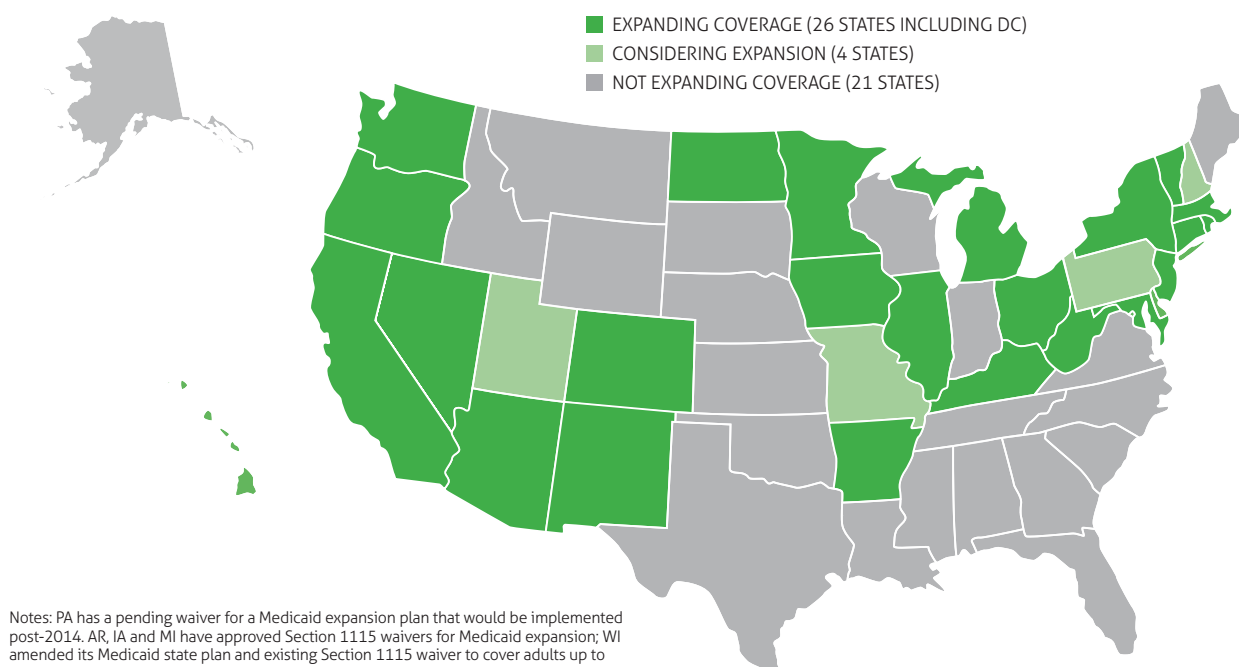 EXPANDING COVERAGE (26 STATES INCLUDING DC)
CONSIDERING EXPANSION (4 STATES)
NOT EXPANDING COVERAGE (21 STATES)
Notes: PA has a pending waiver for a Medicaid expansion plan that would be implemented
post-2014. AR, IA and MI have approved Section 1115 waivers for Medicaid expansion; WI
amended its Medicaid state plan and existing Section 1115 waiver to cover adults up to